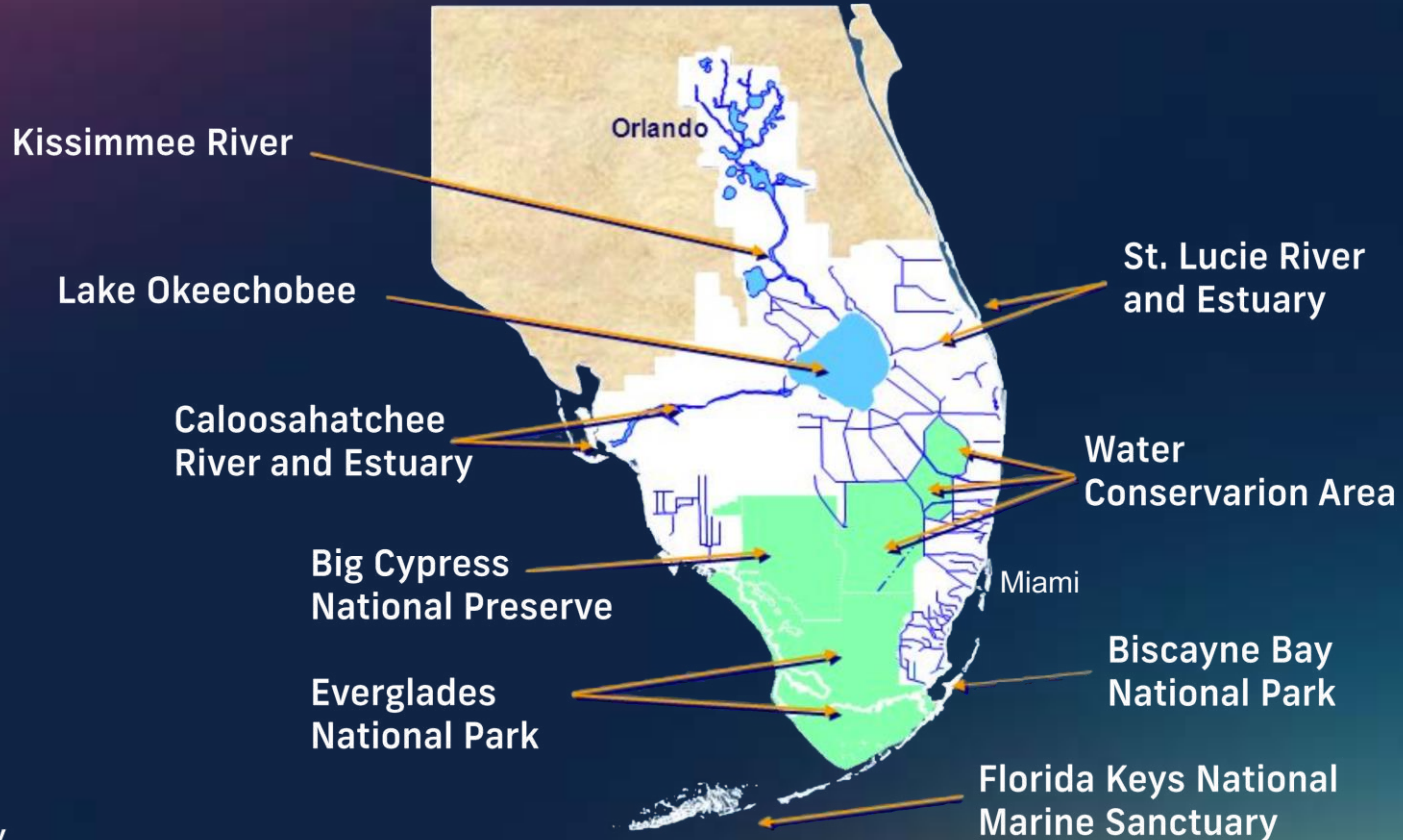 Kissimmee River
Orlando
Lake Okeechobee
St. Lucie River
and Estuary
Caloosahatchee
River and Estuary
Water
Conservarion Area
Big Cypress
National Preserve
Miami
Everglades
National Park
Biscayne Bay
National Park
Florida Keys National
Marine Sanctuary